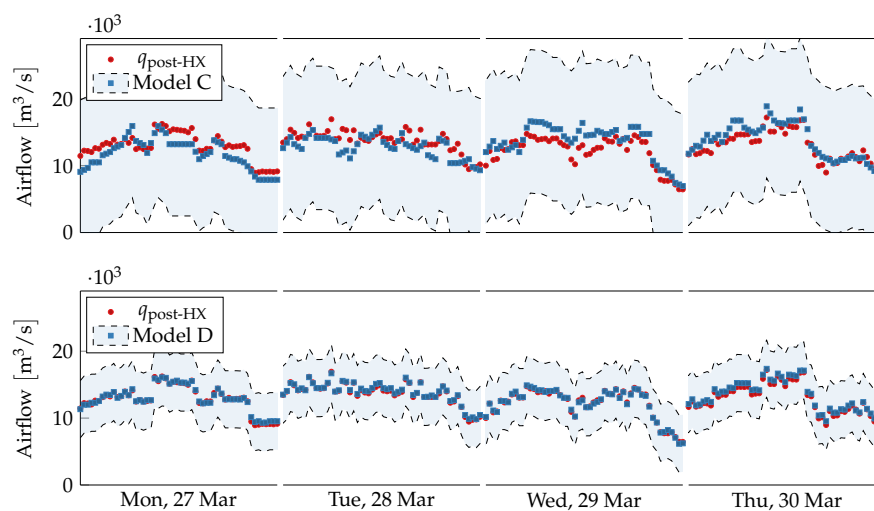 ·10³
q_post-HX
Model C
20
10
0
Airflow [m³/s]
·10³
q_post-HX
Model D
20
10
0
Airflow [m³/s]
Mon, 27 Mar
Tue, 28 Mar
Wed, 29 Mar
Thu, 30 Mar